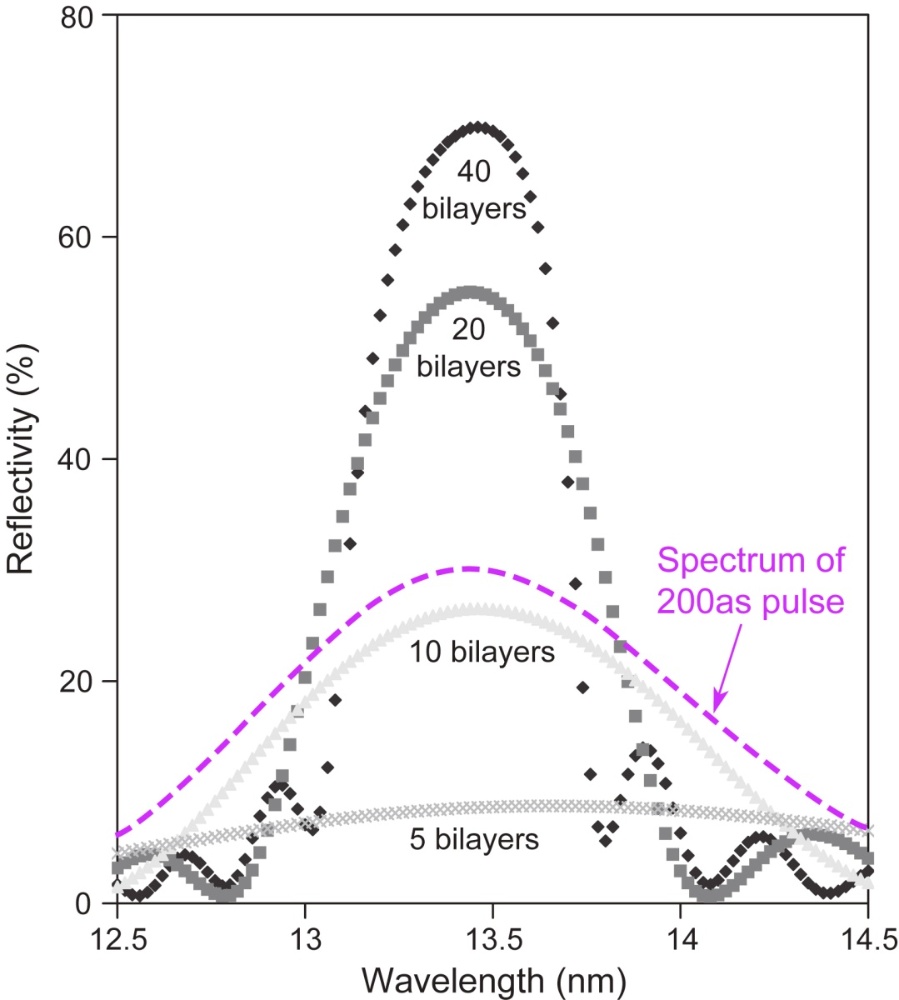 80
60
40
20
0
12.5
13
13.5
14
14.5
Reflectivity (%)
Wavelength (nm)
40
bilayers
20
bilayers
Spectrum of
200as pulse
10 bilayers
5 bilayers